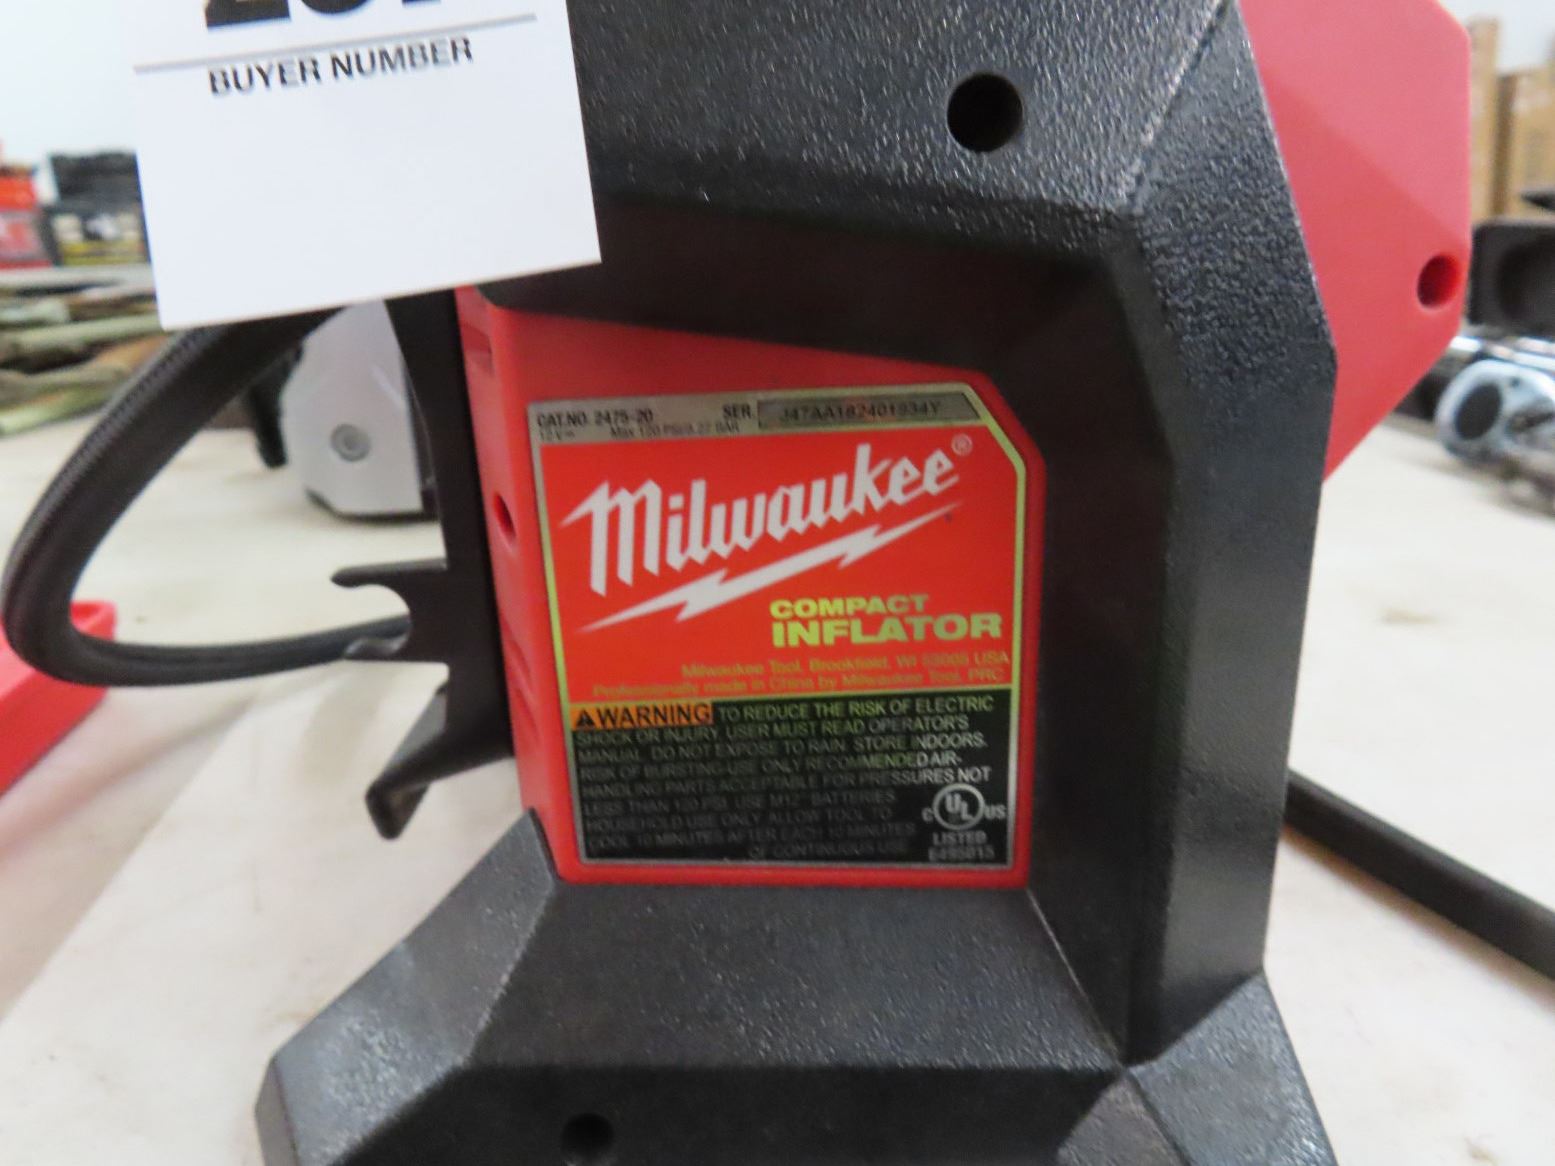 BUYER NUMBER
CAT.NO. 2475-20 SER. J47AA182401934Y
12 V⎓ Max 120 PSI/8.27 BAR
Milwaukee®
COMPACT
INFLATOR
Milwaukee Tool, Brookfield, WI 53005 USA
Professionally made in China by Milwaukee Tool, PRC
⚠WARNING TO REDUCE THE RISK OF ELECTRIC
SHOCK OR INJURY, USER MUST READ OPERATOR'S
MANUAL. DO NOT EXPOSE TO RAIN. STORE INDOORS.
RISK OF BURSTING-USE ONLY RECOMMENDED AIR-
HANDLING PARTS ACCEPTABLE FOR PRESSURES NOT
LESS THAN 120 PSI. USE M12™ BATTERIES.
HOUSEHOLD USE ONLY. ALLOW TOOL TO
COOL 10 MINUTES AFTER EACH 10 MINUTES
OF CONTINUOUS USE.
C UL US
LISTED